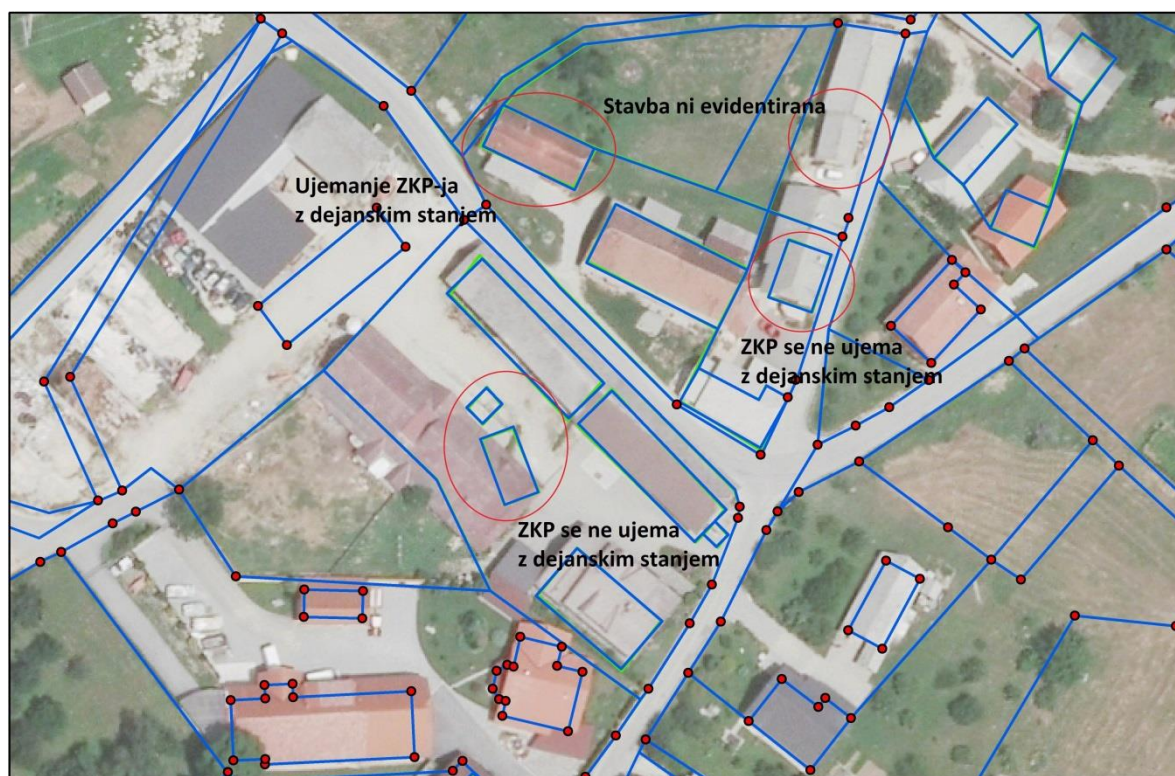 Stavba ni evidentirana
Ujemanje ZKP-ja
z dejanskim stanjem
ZKP se ne ujema
z dejanskim stanjem
ZKP se ne ujema
z dejanskim stanjem